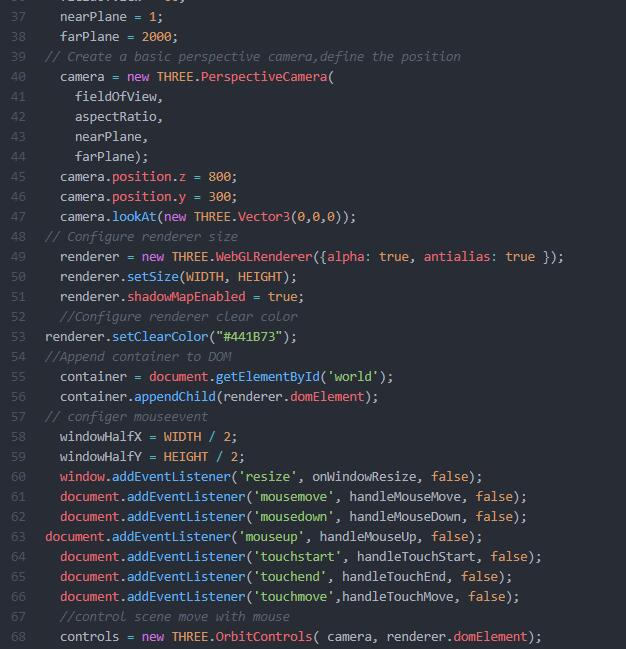 37 nearPlane = 1;
38 farPlane = 2000;
39 // Create a basic perspective camera,define the position
40 camera = new THREE.PerspectiveCamera(
41 fieldOfView,
42 aspectRatio,
43 nearPlane,
44 farPlane);
45 camera.position.z = 800;
46 camera.position.y = 300;
47 camera.lookAt(new THREE.Vector3(0,0,0));
48 // Configure renderer size
49 renderer = new THREE.WebGLRenderer({alpha: true, antialias: true });
50 renderer.setSize(WIDTH, HEIGHT);
51 renderer.shadowMapEnabled = true;
52 //Configure renderer clear color
53 renderer.setClearColor("#441B73");
54 //Append container to DOM
55 container = document.getElementById('world');
56 container.appendChild(renderer.domElement);
57 // configer mouseevent
58 windowHalfX = WIDTH / 2;
59 windowHalfY = HEIGHT / 2;
60 window.addEventListener('resize', onWindowResize, false);
61 document.addEventListener('mousemove', handleMouseMove, false);
62 document.addEventListener('mousedown', handleMouseDown, false);
63 document.addEventListener('mouseup', handleMouseUp, false);
64 document.addEventListener('touchstart', handleTouchStart, false);
65 document.addEventListener('touchend', handleTouchEnd, false);
66 document.addEventListener('touchmove',handleTouchMove, false);
67 //control scene move with mouse
68 controls = new THREE.OrbitControls( camera, renderer.domElement);